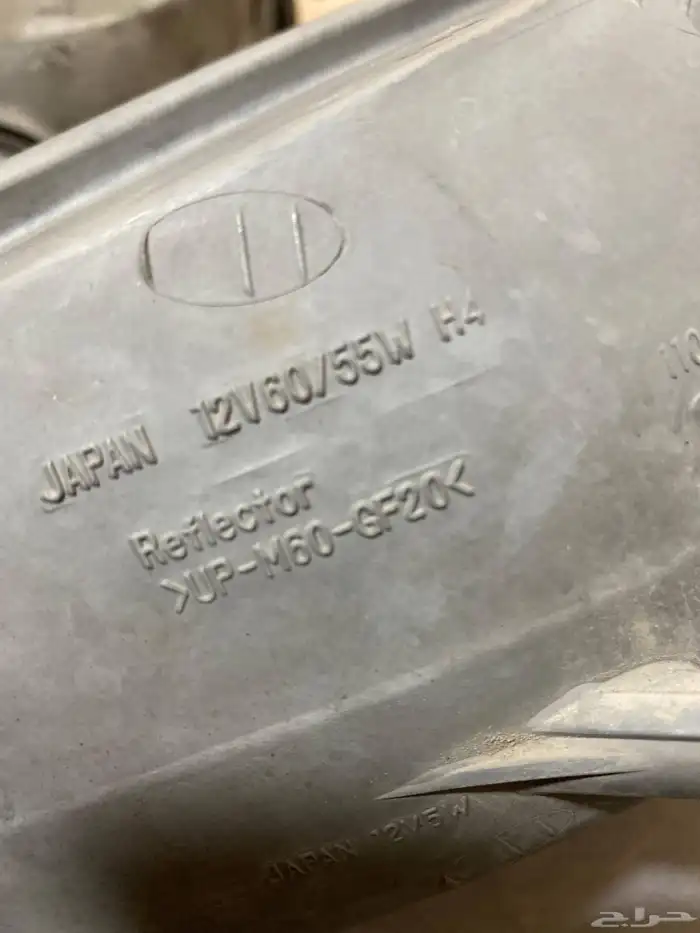 JAPAN 12V60/55W H4
Reflector
>UP-M60-GF20<
JAPAN 12V5W
حراج